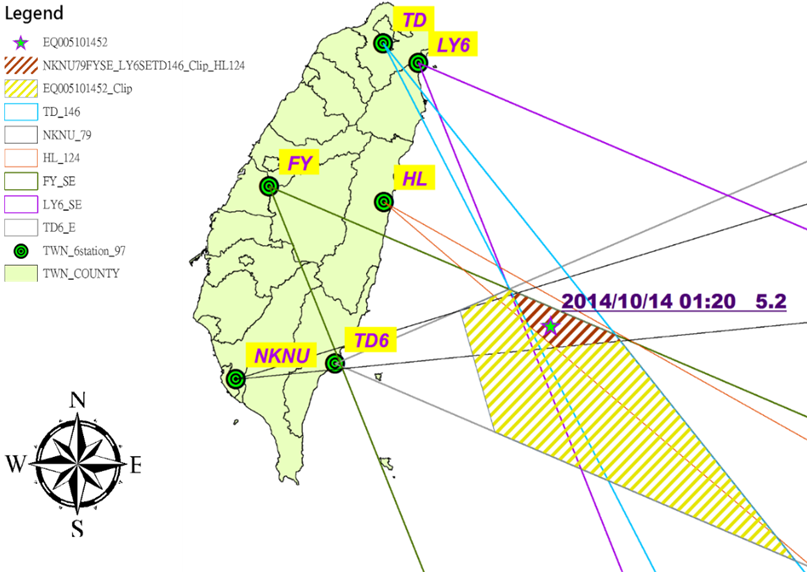 Legend
EQ005101452
NKNU79FYSE_LY6SETD146_Clip_HL124
EQ005101452_Clip
TD_146
NKNU_79
HL_124
FY_SE
LY6_SE
TD6_E
TWN_6station_97
TWN_COUNTY
TD
LY6
FY
HL
2014/10/14 01:20 5.2
NKNU
TD6
N
W
E
S